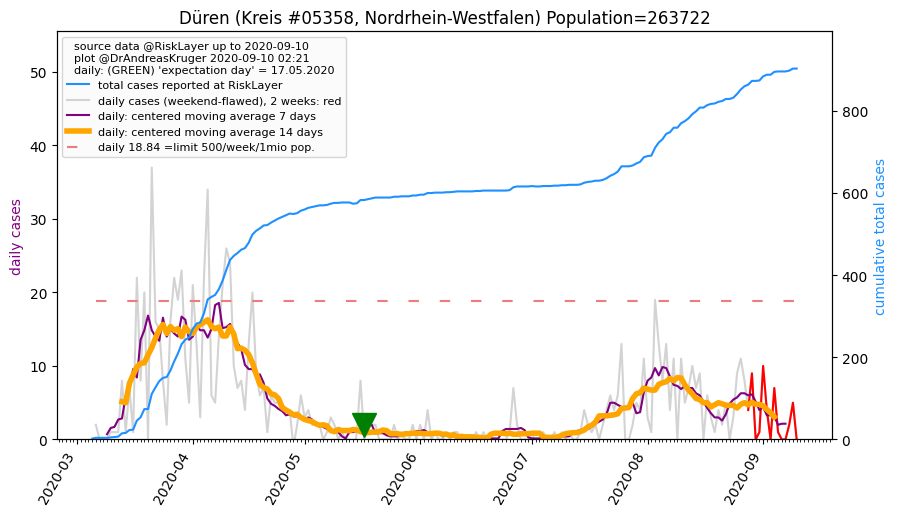 Düren (Kreis #05358, Nordrhein-Westfalen) Population=263722
source data @RiskLayer up to 2020-09-10
plot @DrAndreasKruger 2020-09-10 02:21
daily: (GREEN) 'expectation day' = 17.05.2020
total cases reported at RiskLayer
daily cases (weekend-flawed), 2 weeks: red
daily: centered moving average 7 days
daily: centered moving average 14 days
daily 18.84 =limit 500/week/1mio pop.
daily cases
50
40
30
20
10
0
cumulative total cases
800
600
400
200
0
2020-03
2020-04
2020-05
2020-06
2020-07
2020-08
2020-09